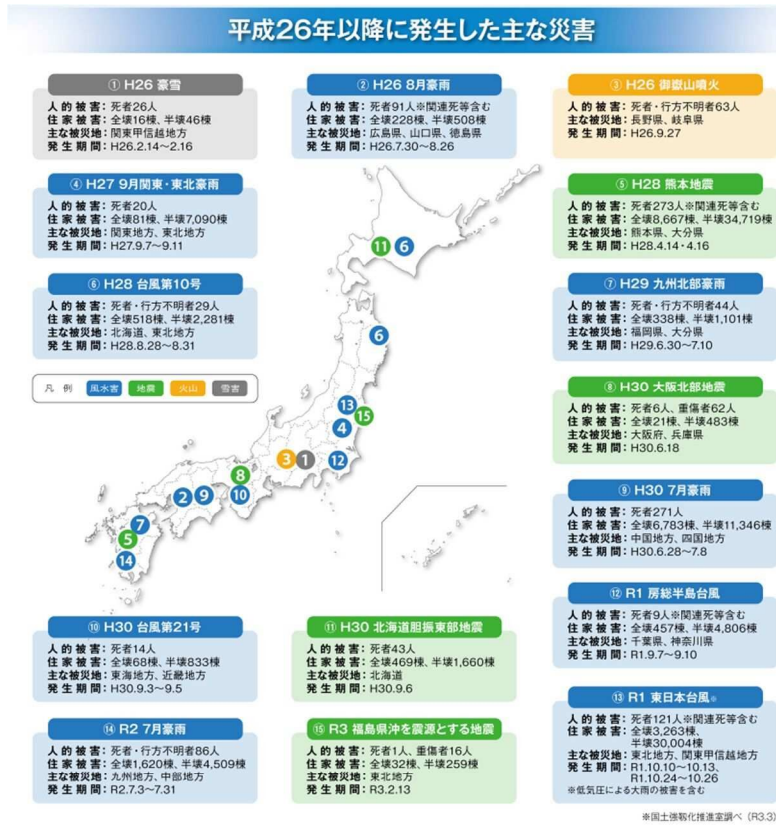 平成26年以降に発生した主な災害
① H26 豪雪
人的被害：死者26人
住家被害：全壊16棟、半壊46棟
主な被災地：関東甲信越地方
発生期間：H26.2.14～2.16
② H26 8月豪雨
人的被害：死者91人※関連死等含む
住家被害：全壊228棟、半壊508棟
主な被災地：広島県、山口県、徳島県
発生期間：H26.7.30～8.26
③ H26 御嶽山噴火
人的被害：死者・行方不明者63人
主な被災地：長野県、岐阜県
発生期間：H26.9.27
④ H27 9月関東・東北豪雨
人的被害：死者20人
住家被害：全壊81棟、半壊7,090棟
主な被災地：関東地方、東北地方
発生期間：H27.9.7～9.11
⑤ H28 熊本地震
人的被害：死者273人※関連死等含む
住家被害：全壊8,667棟、半壊34,719棟
主な被災地：熊本県、大分県
発生期間：H28.4.14・4.16
⑥ H28 台風第10号
人的被害：死者・行方不明者29人
住家被害：全壊518棟、半壊2,281棟
主な被災地：北海道、東北地方
発生期間：H28.8.28～8.31
⑦ H29 九州北部豪雨
人的被害：死者・行方不明者44人
住家被害：全壊338棟、半壊1,101棟
主な被災地：福岡県、大分県
発生期間：H29.6.30～7.10
凡例 風水害 地震 火山 雪害
⑧ H30 大阪北部地震
人的被害：死者6人、重傷者62人
住家被害：全壊21棟、半壊483棟
主な被災地：大阪府、兵庫県
発生期間：H30.6.18
⑨ H30 7月豪雨
人的被害：死者271人
住家被害：全壊6,783棟、半壊11,346棟
主な被災地：中国地方、四国地方
発生期間：H30.6.28～7.8
11 6
6
13
15
4
3 1 12
8
2 9 10
7
5
14
⑩ H30 台風第21号
人的被害：死者14人
住家被害：全壊68棟、半壊833棟
主な被災地：東海地方、近畿地方
発生期間：H30.9.3～9.5
⑪ H30 北海道胆振東部地震
人的被害：死者43人
住家被害：全壊469棟、半壊1,660棟
主な被災地：北海道
発生期間：H30.9.6
⑫ R1 房総半島台風
人的被害：死者9人※関連死等含む
住家被害：全壊457棟、半壊4,806棟
主な被災地：千葉県、神奈川県
発生期間：R1.9.7～9.10
⑬ R1 東日本台風※
人的被害：死者121人※関連死等含む
住家被害：全壊3,263棟、
半壊30,004棟
主な被災地：東北地方、関東甲信越地方
発生期間：R1.10.10～10.13、
R1.10.24～10.26
※低気圧による大雨の被害を含む
⑭ R2 7月豪雨
人的被害：死者・行方不明者86人
住家被害：全壊1,620棟、半壊4,509棟
主な被災地：九州地方、中部地方
発生期間：R2.7.3～7.31
⑮ R3 福島県沖を震源とする地震
人的被害：死者1人、重傷者16人
住家被害：全壊32棟、半壊259棟
主な被災地：東北地方
発生期間：R3.2.13
※国土強靱化推進室調べ（R3.3）